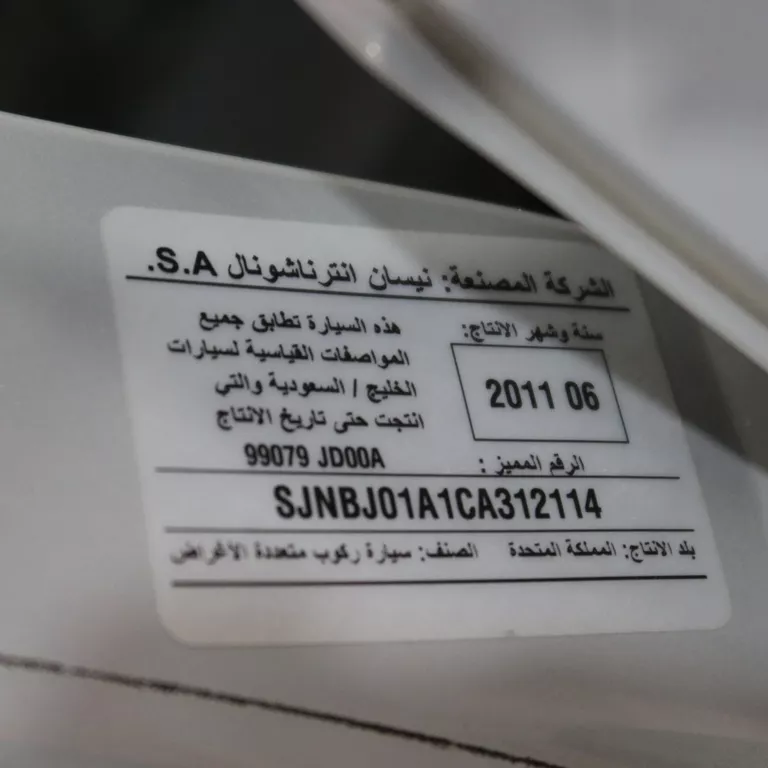 الشركة المصنعة: نيسان انترناشونال S.A.
سنة وشهر الانتاج:
2011 06
هذه السيارة تطابق جميع
المواصفات القياسية لسيارات
الخليج / السعودية والتي
انتجت حتى تاريخ الانتاج
الرقم المميز :
99079 JD00A
SJNBJ01A1CA312114
بلد الانتاج: المملكة المتحدة الصنف: سيارة ركوب متعددة الأغراض